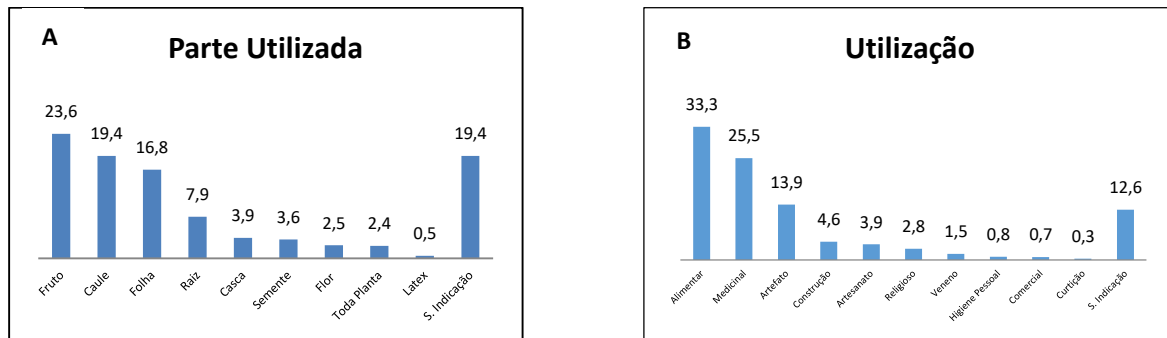 A
Parte Utilizada
23,6
19,4
16,8
7,9
3,9
3,6
2,5
2,4
0,5
19,4
Fruto
Caule
Folha
Raiz
Casca
Semente
Flor
Toda Planta
Latex
S. Indicação
B
Utilização
33,3
25,5
13,9
4,6
3,9
2,8
1,5
0,8
0,7
0,3
12,6
Alimentar
Medicinal
Artefato
Construção
Artesanato
Religioso
Veneno
Higiene Pessoal
Comercial
Curtição
S. Indicação